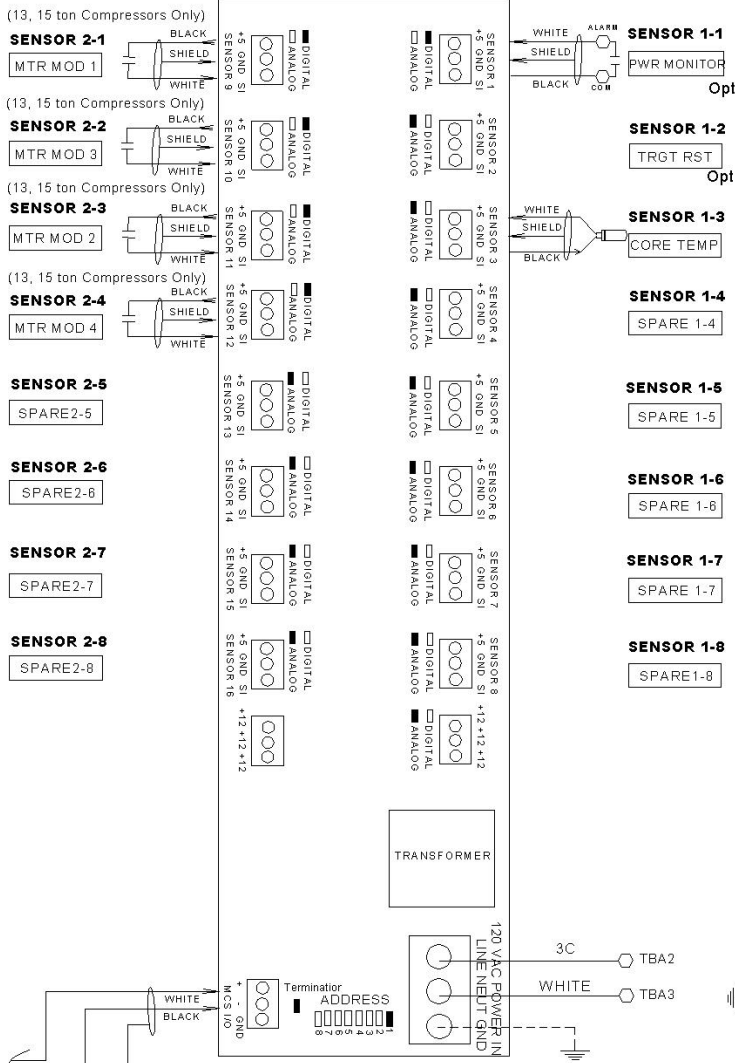 (13, 15 ton Compressors Only)
SENSOR 2-1
MTR MOD 1
BLACK
SHIELD
WHITE
SENSOR 9
+5 GND SI
ANALOG
DIGITAL
ANALOG
DIGITAL
+5 GND SI
SENSOR 1
WHITE
SHIELD
BLACK
ALARM
COM
SENSOR 1-1
PWR MONITOR
Opt
(13, 15 ton Compressors Only)
SENSOR 2-2
MTR MOD 3
BLACK
SHIELD
WHITE
SENSOR 10
+5 GND SI
ANALOG
DIGITAL
ANALOG
DIGITAL
+5 GND SI
SENSOR 2
SENSOR 1-2
TRGT RST
Opt
(13, 15 ton Compressors Only)
SENSOR 2-3
MTR MOD 2
BLACK
SHIELD
WHITE
SENSOR 11
+5 GND SI
ANALOG
DIGITAL
ANALOG
DIGITAL
+5 GND SI
SENSOR 3
WHITE
SHIELD
BLACK
SENSOR 1-3
CORE TEMP
(13, 15 ton Compressors Only)
SENSOR 2-4
MTR MOD 4
BLACK
SHIELD
WHITE
SENSOR 12
+5 GND SI
ANALOG
DIGITAL
ANALOG
DIGITAL
+5 GND SI
SENSOR 4
SENSOR 1-4
SPARE 1-4
SENSOR 2-5
SPARE2-5
SENSOR 13
+5 GND SI
ANALOG
DIGITAL
ANALOG
DIGITAL
+5 GND SI
SENSOR 5
SENSOR 1-5
SPARE 1-5
SENSOR 2-6
SPARE2-6
SENSOR 14
+5 GND SI
ANALOG
DIGITAL
ANALOG
DIGITAL
+5 GND SI
SENSOR 6
SENSOR 1-6
SPARE 1-6
SENSOR 2-7
SPARE2-7
SENSOR 15
+5 GND SI
ANALOG
DIGITAL
ANALOG
DIGITAL
+5 GND SI
SENSOR 7
SENSOR 1-7
SPARE 1-7
SENSOR 2-8
SPARE2-8
SENSOR 16
+5 GND SI
ANALOG
DIGITAL
ANALOG
DIGITAL
+5 GND SI
SENSOR 8
SENSOR 1-8
SPARE1-8
+12 +12 +12
ANALOG
DIGITAL
+12 +12 +12
TRANSFORMER
120 VAC POWER IN
LINE NEUT GND
3C
TBA2
WHITE
TBA3
WHITE
BLACK
MCS I/O
+ - GND
Terminatior
ADDRESS
8 7 6 5 4 3 2 1